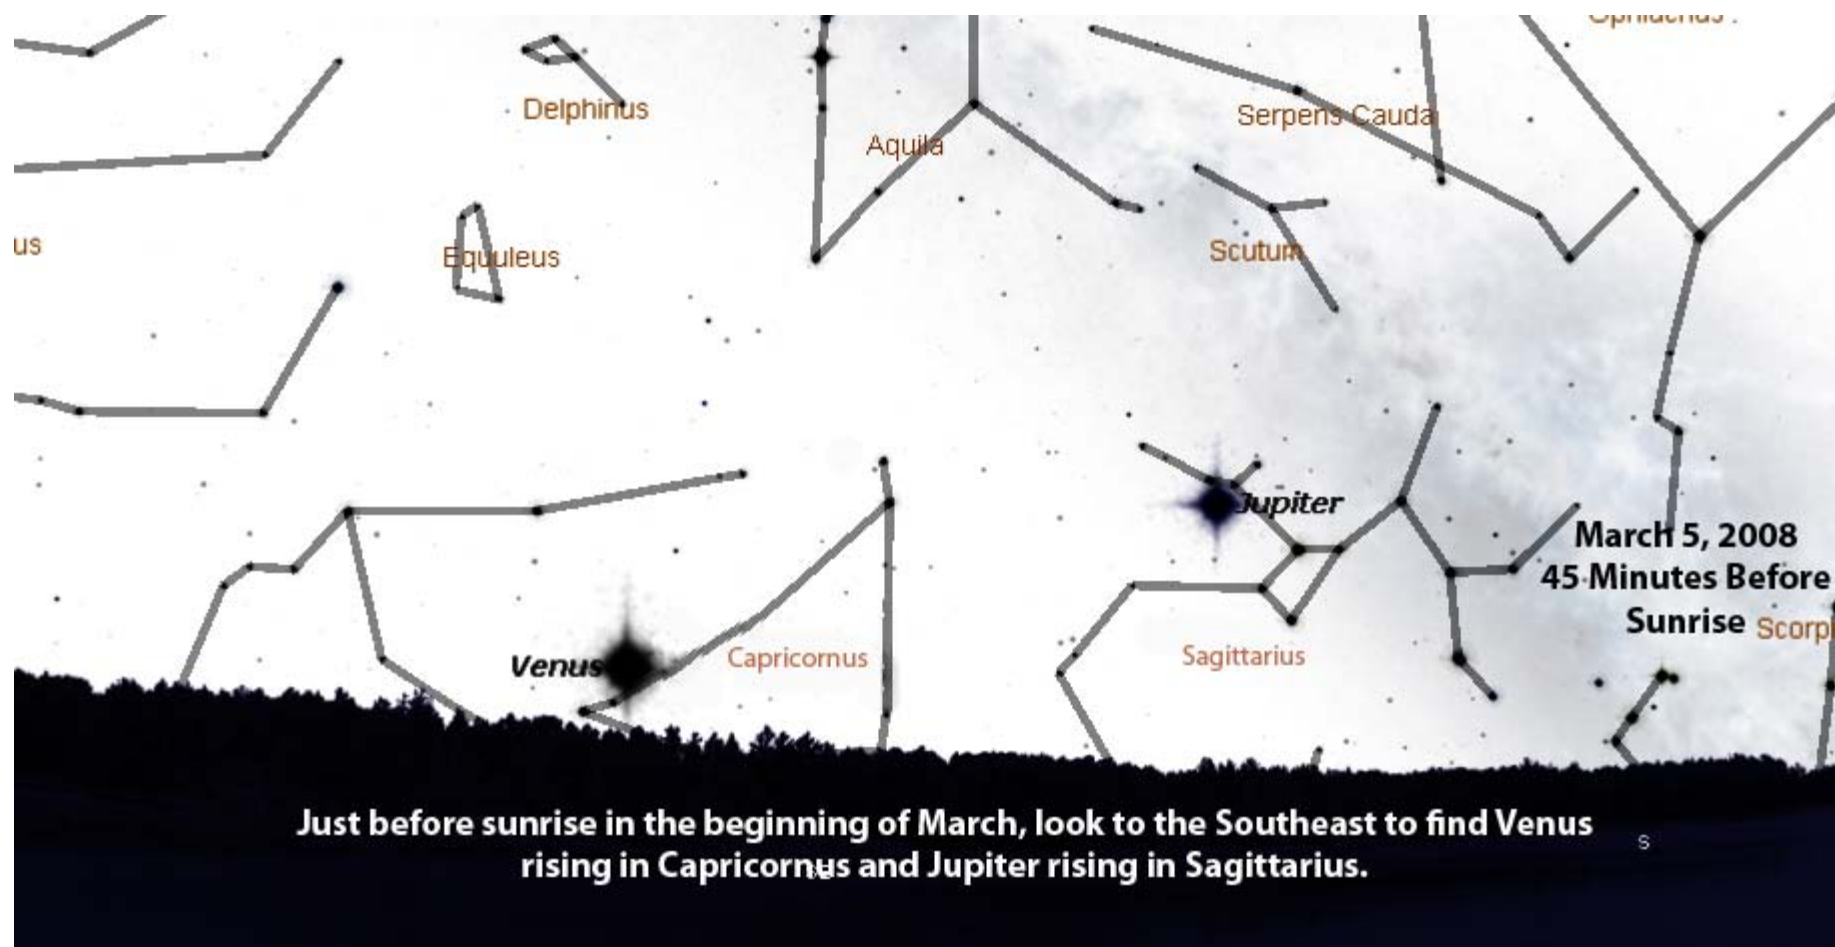 Delphinus
Serpens Cauda
Aquila
us
Equuleus
Scutum
Jupiter
March 5, 2008
45 Minutes Before
Sunrise
Scorpi
Venus
Capricornus
Sagittarius
Just before sunrise in the beginning of March, look to the Southeast to find Venus
S
rising in Capricornus and Jupiter rising in Sagittarius.